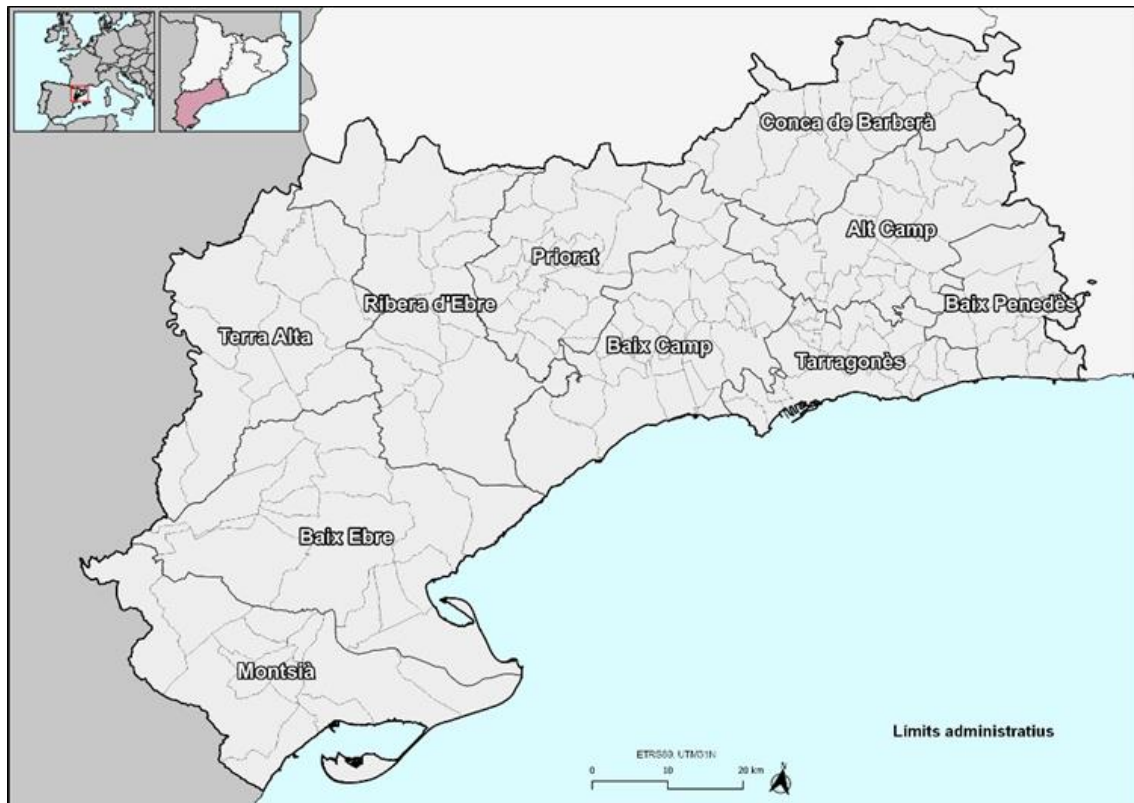 Conca de Barberà
Alt Camp
Priorat
Ribera d'Ebre
Baix Penedès
Terra Alta
Baix Camp
Tarragonès
Baix Ebre
Montsià
Límits administratius
ETRS89, UTM31N
N
0 10 20 km